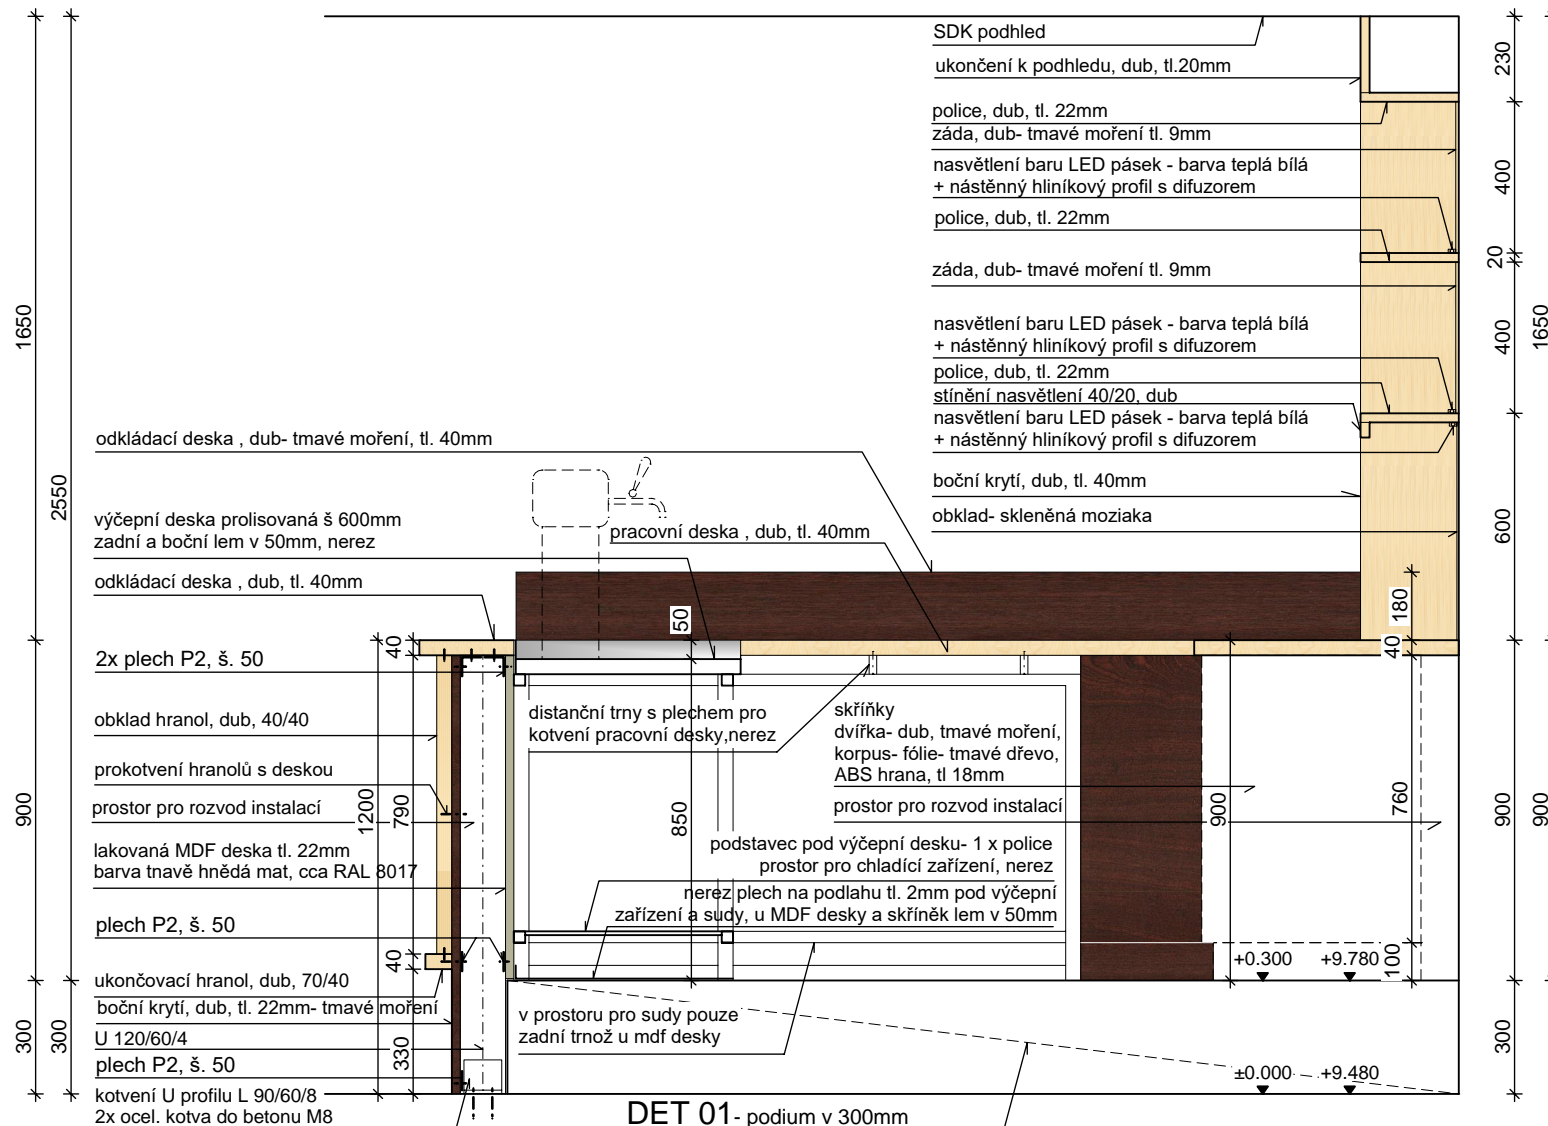 SDK podhled
ukončení k podhledu, dub, tl.20mm
police, dub, tl. 22mm
záda, dub- tmavé moření tl. 9mm
nasvětlení baru LED pásek - barva teplá bílá
+ nástěnný hliníkový profil s difuzorem
police, dub, tl. 22mm
záda, dub- tmavé moření tl. 9mm
nasvětlení baru LED pásek - barva teplá bílá
+ nástěnný hliníkový profil s difuzorem
police, dub, tl. 22mm
stínění nasvětlení 40/20, dub
nasvětlení baru LED pásek - barva teplá bílá
+ nástěnný hliníkový profil s difuzorem
boční krytí, dub, tl. 40mm
obklad- skleněná moziaka
odkládací deska , dub- tmavé moření, tl. 40mm
výčepní deska prolisovaná š 600mm
zadní a boční lem v 50mm, nerez
pracovní deska , dub, tl. 40mm
odkládací deska , dub, tl. 40mm
2x plech P2, š. 50
obklad hranol, dub, 40/40
prokotvení hranolů s deskou
prostor pro rozvod instalací
lakovaná MDF deska tl. 22mm
barva tnavě hnědá mat, cca RAL 8017
plech P2, š. 50
ukončovací hranol, dub, 70/40
boční krytí, dub, tl. 22mm- tmavé moření
U 120/60/4
plech P2, š. 50
kotvení U profilu L 90/60/8
2x ocel. kotva do betonu M8
distanční trny s plechem pro
kotvení pracovní desky,nerez
skříňky
dvířka- dub, tmavé moření,
korpus- fólie- tmavé dřevo,
ABS hrana, tl 18mm
prostor pro rozvod instalací
podstavec pod výčepní desku- 1 x police
prostor pro chladící zařízení, nerez
nerez plech na podlahu tl. 2mm pod výčepní
zařízení a sudy, u MDF desky a skříněk lem v 50mm
v prostoru pro sudy pouze
zadní trnož u mdf desky
DET 01- podium v 300mm
+0.300 +9.780
±0.000 +9.480
1650
900
300
2550
300
1200
40
790
40
330
50
850
900
180
40
760
100
230
400
20
400
600
900
300
1650
900